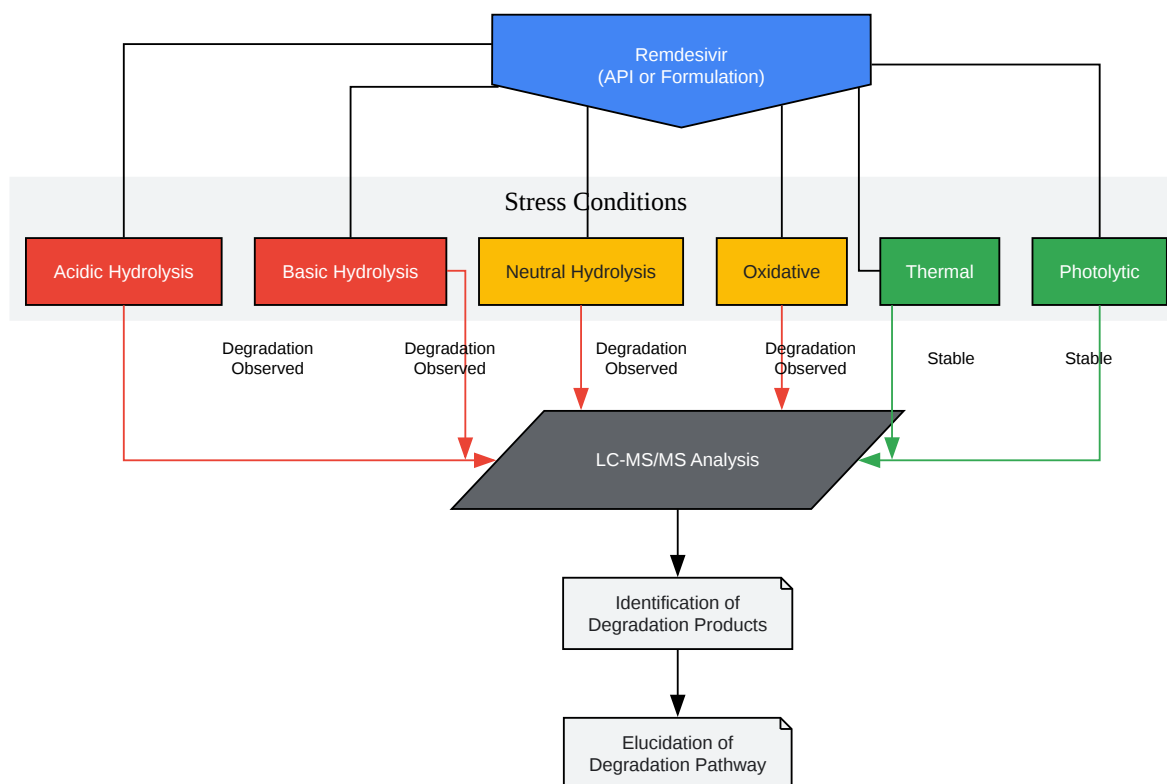 Remdesivir
(API or Formulation)
Stress Conditions
Acidic Hydrolysis
Basic Hydrolysis
Neutral Hydrolysis
Oxidative
Thermal
Photolytic
Degradation
Observed
Degradation
Observed
Degradation
Observed
Degradation
Observed
Stable
Stable
LC-MS/MS Analysis
Identification of
Degradation Products
Elucidation of
Degradation Pathway